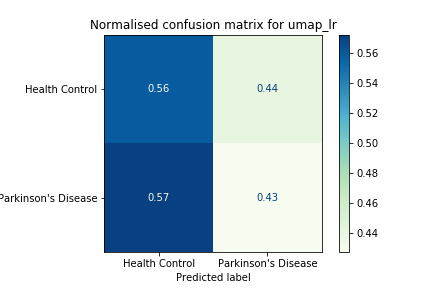 Normalised confusion matrix for umap_lr
Health Control
0.56
0.44
Parkinson's Disease
0.57
0.43
Health Control
Parkinson's Disease
Predicted label
0.56
0.54
0.52
0.50
0.48
0.46
0.44